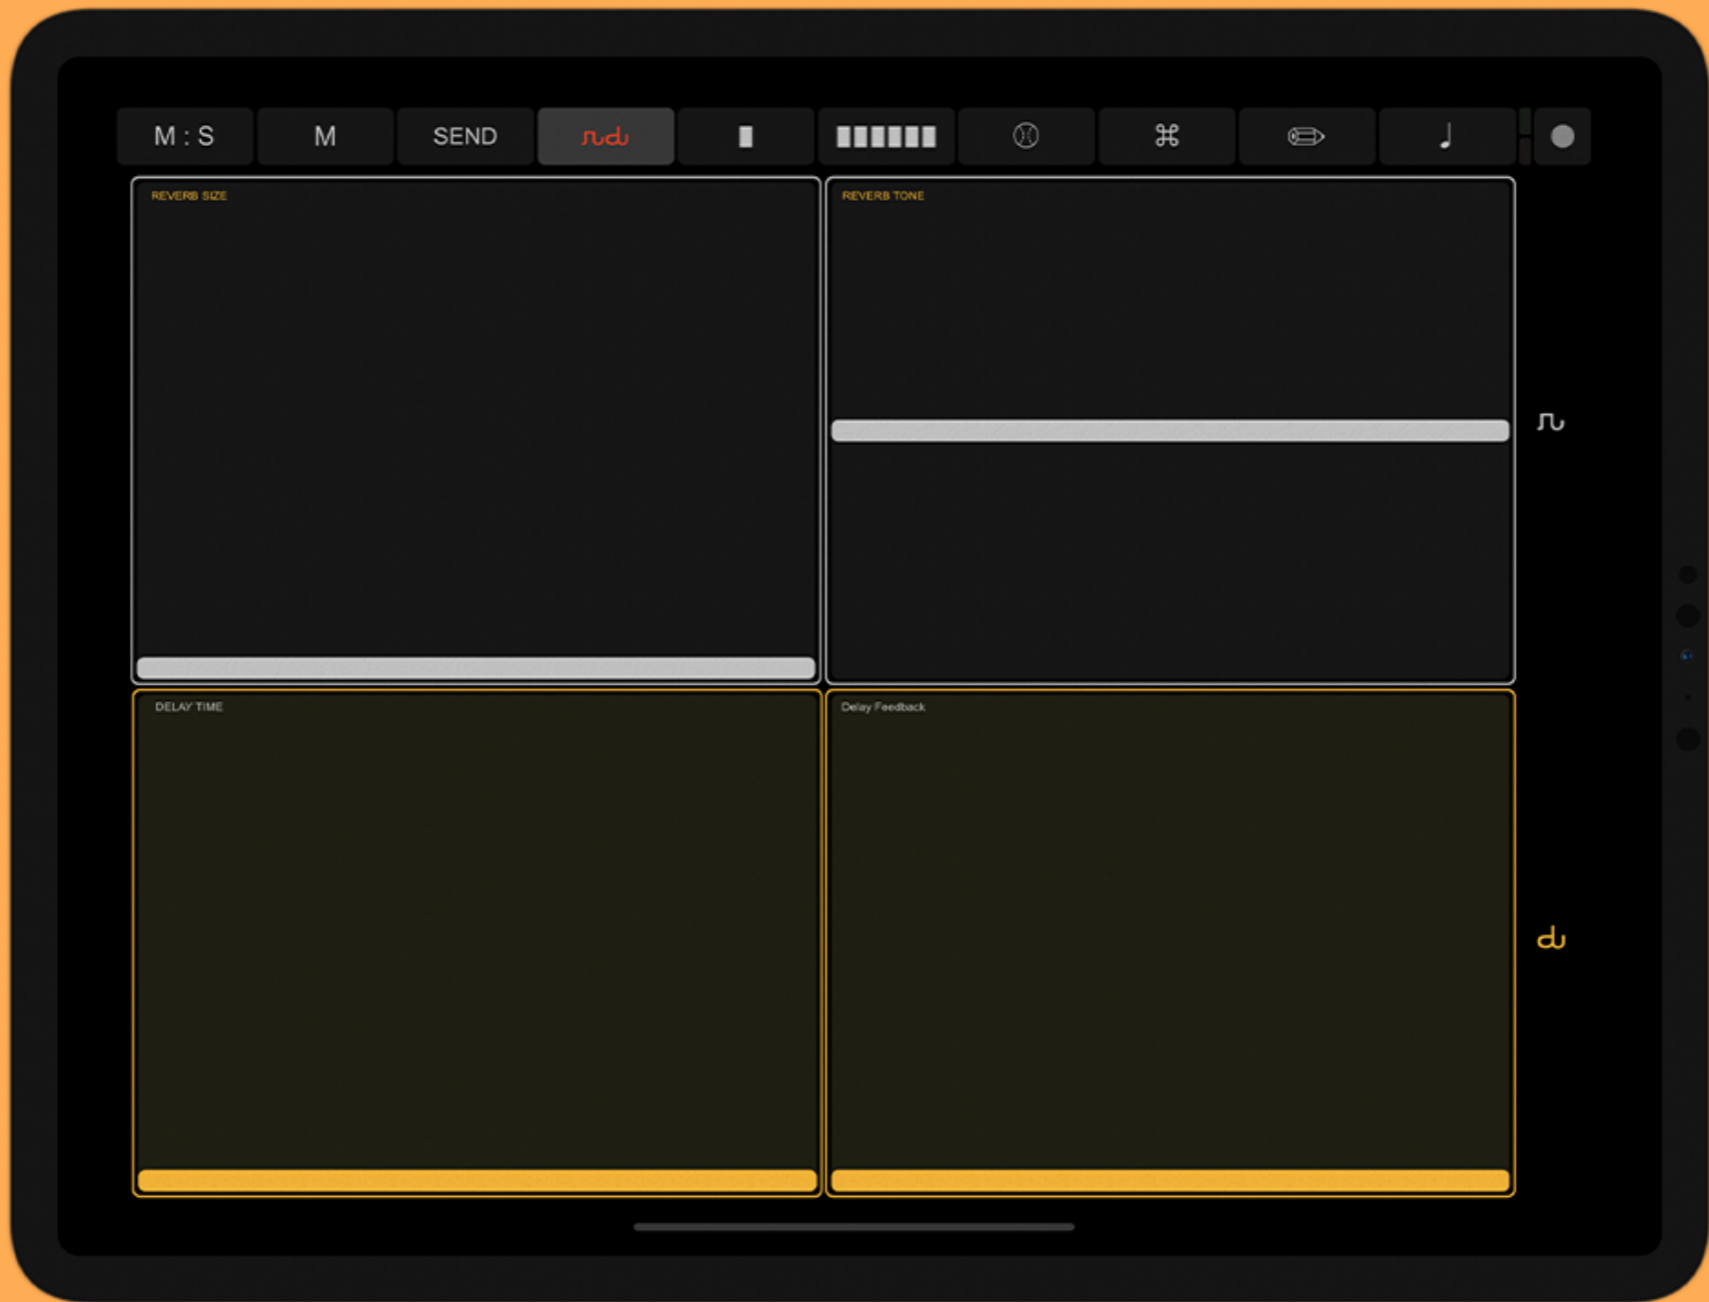 M : S
M
SEND
REVERB SIZE
REVERB TONE
DELAY TIME
Delay Feedback